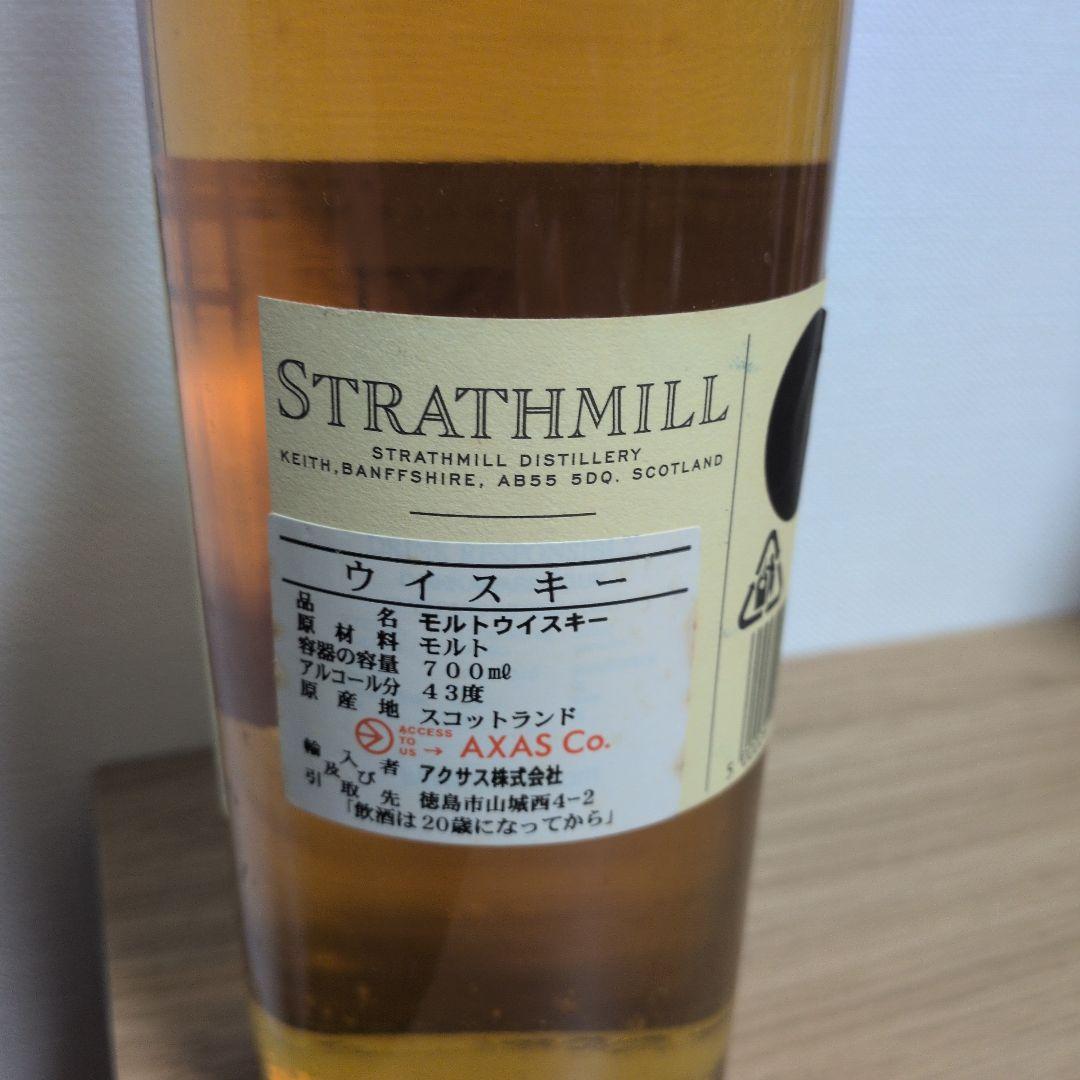 STRATHMILL
STRATHMILL DISTILLERY
KEITH, BANFFSHIRE, AB55 5DQ. SCOTLAND
ウイスキー
品名 モルトウイスキー
原材料 モルト
容器の容量 700㎖
アルコール分 43度
原産地 スコットランド
ACCESS TO US → AXAS Co.
輸入者及び引取先 アクサス株式会社
徳島市山城西4-2
「飲酒は20歳になってから」
5